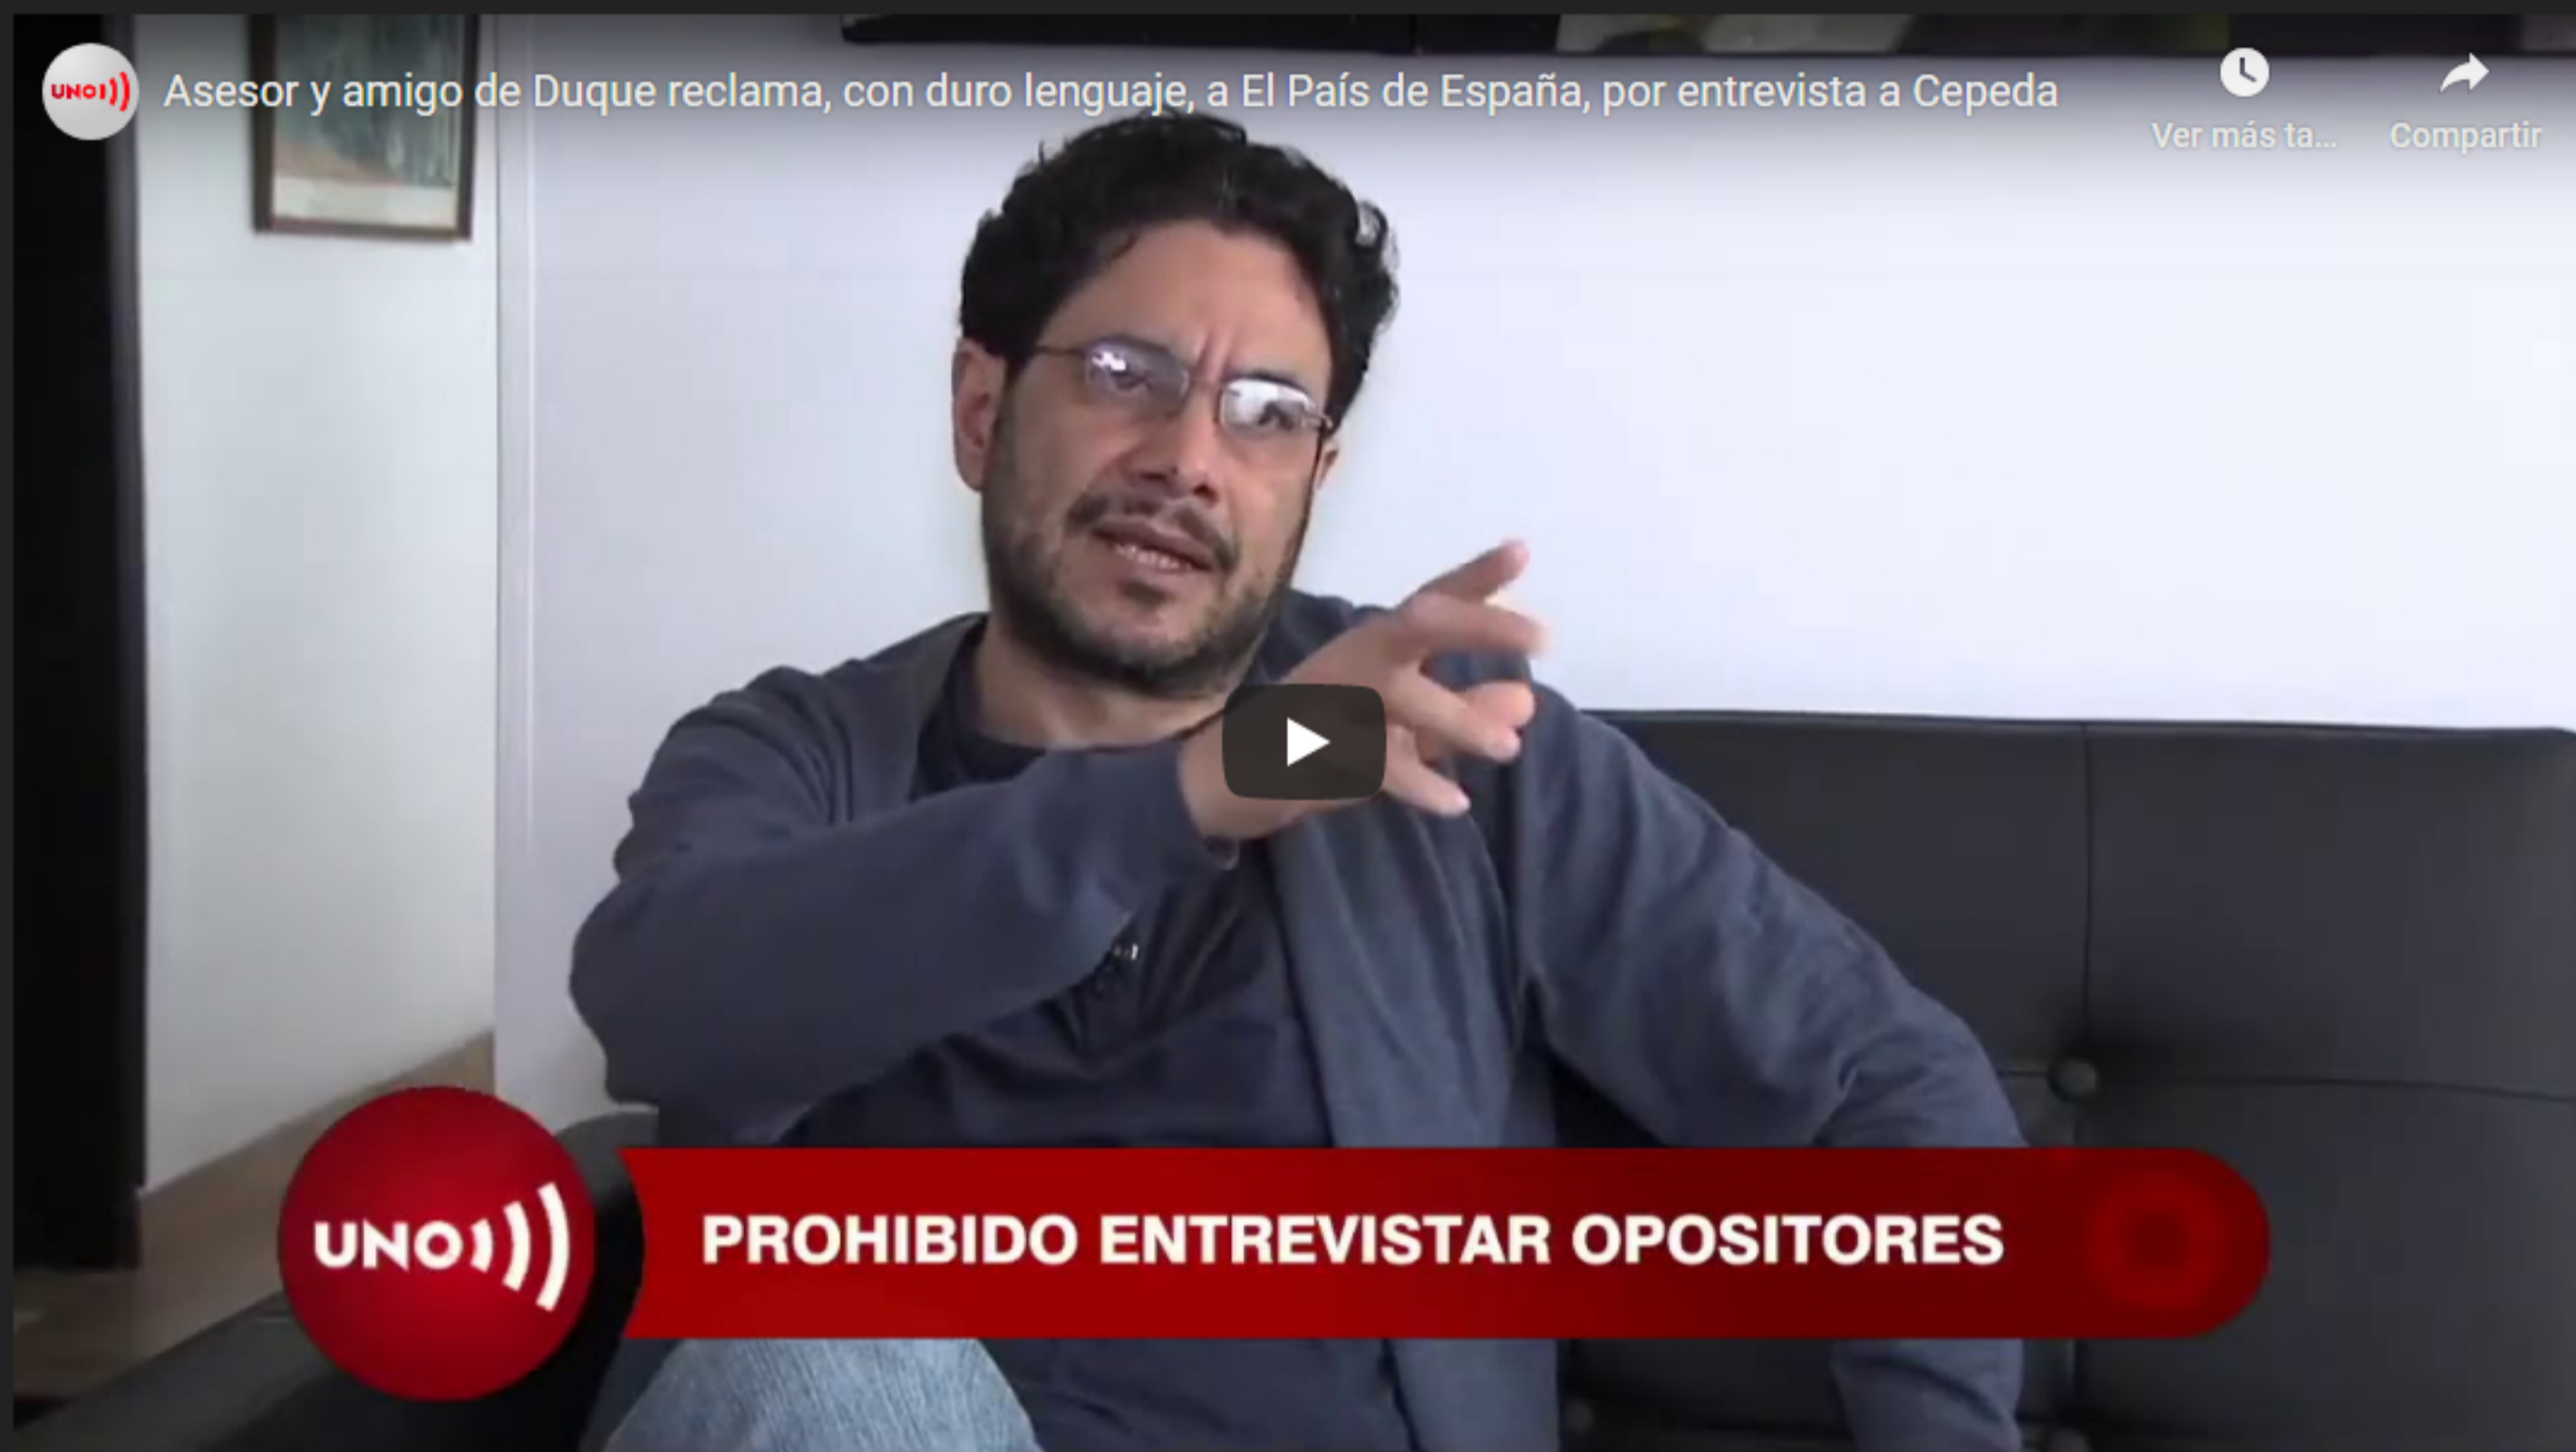 UNO
Asesor y amigo de Duque reclama, con duro lenguaje, a El País de España, por entrevista a Cepeda
Ver más ta...
Compartir
UNO
PROHIBIDO ENTREVISTAR OPOSITORES